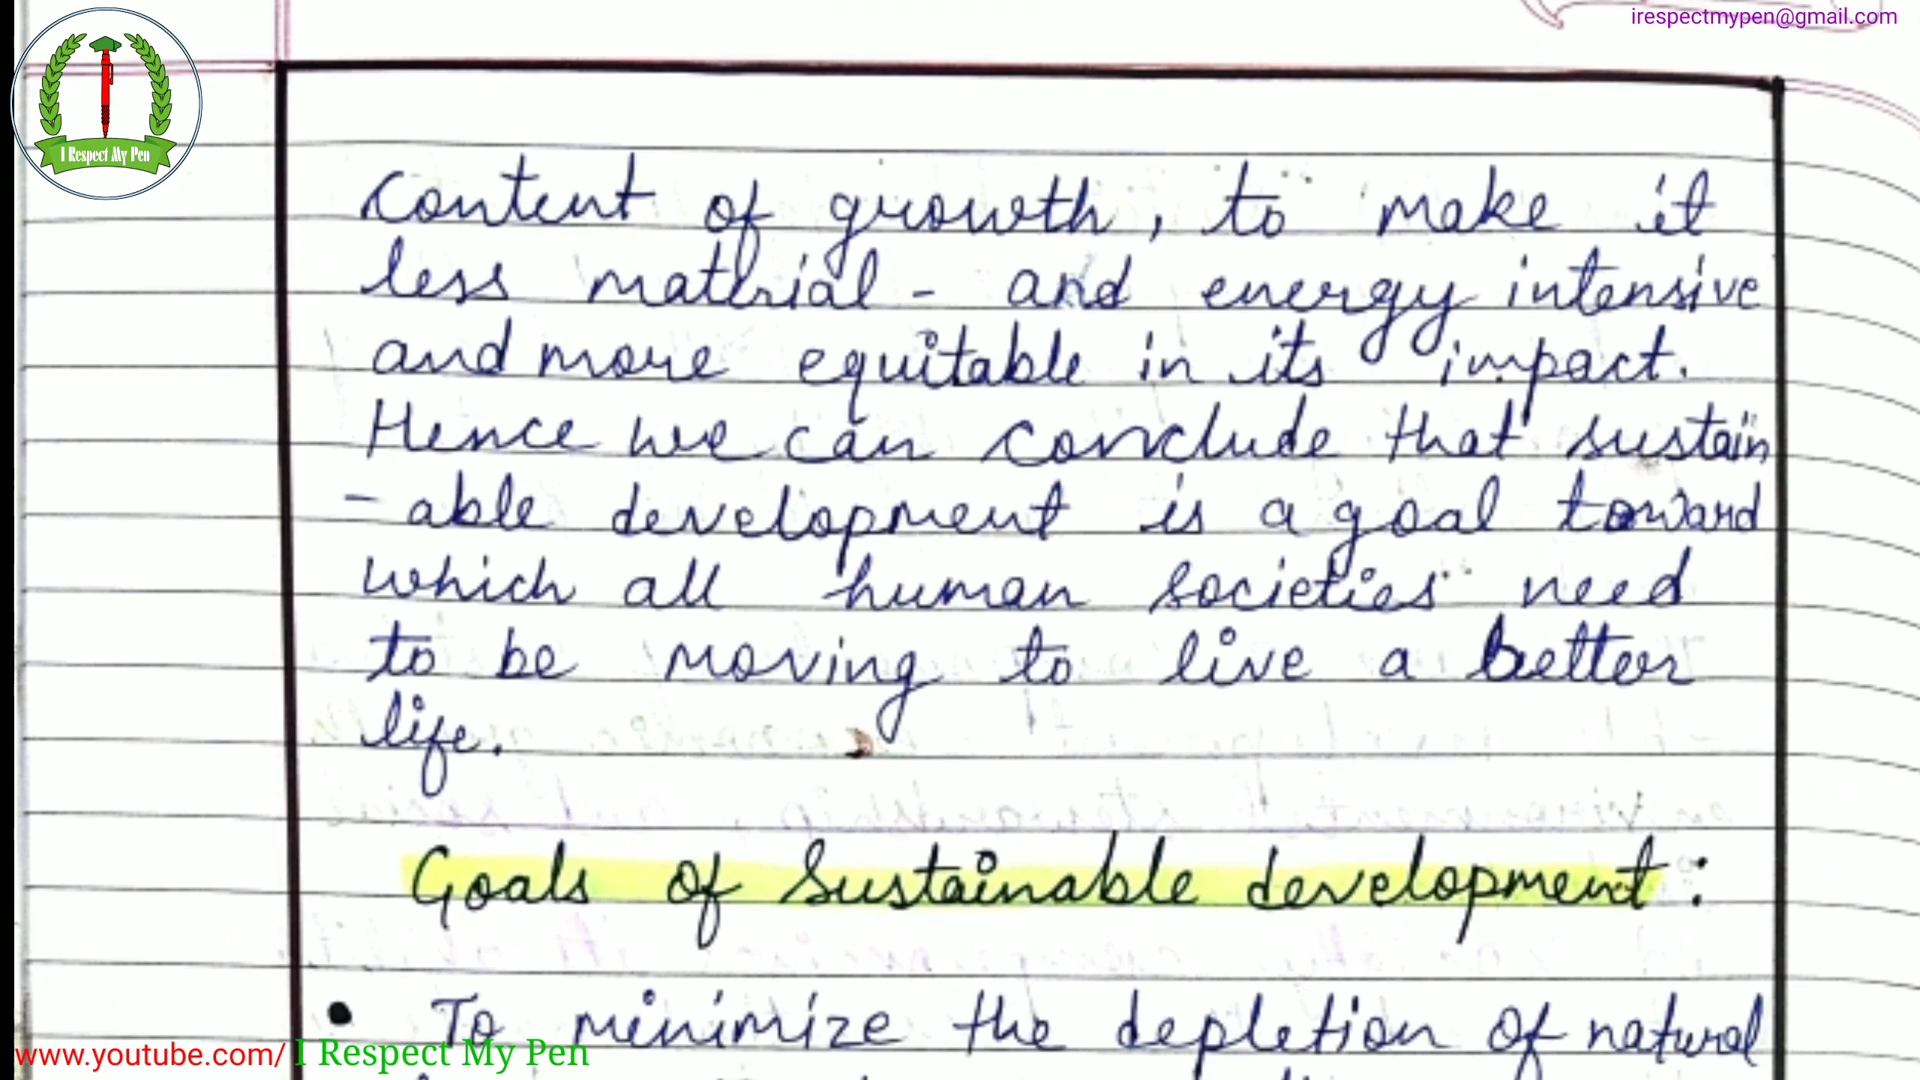 irespectmypen@gmail.com
I Respect My Pen
content of growth, to make it
less material - and energy intensive
and more equitable in its impact.
Hence we can conclude that sustain
-able development is a goal toward
which all human societies need
to be moving to live a better
life.
Goals of Sustainable development:
• To minimize the depletion of natural
www.youtube.com/ I Respect My Pen